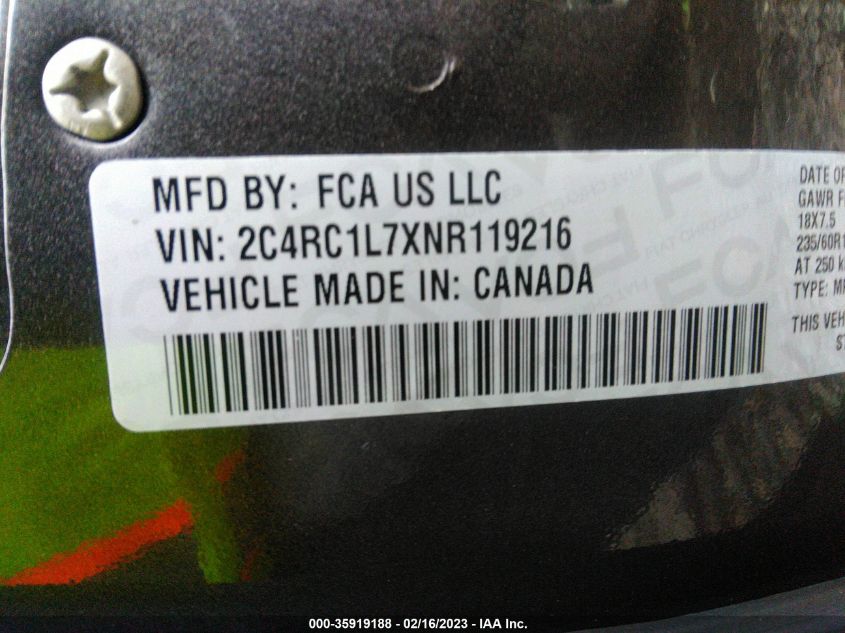 MFD BY: FCA US LLC
VIN: 2C4RC1L7XNR119216
VEHICLE MADE IN: CANADA
DATE OF
GAWR F
18X7.5
235/60R1
AT 250 k
TYPE: M
THIS VEH
ST
000-35919188 - 02/16/2023 - IAA Inc.